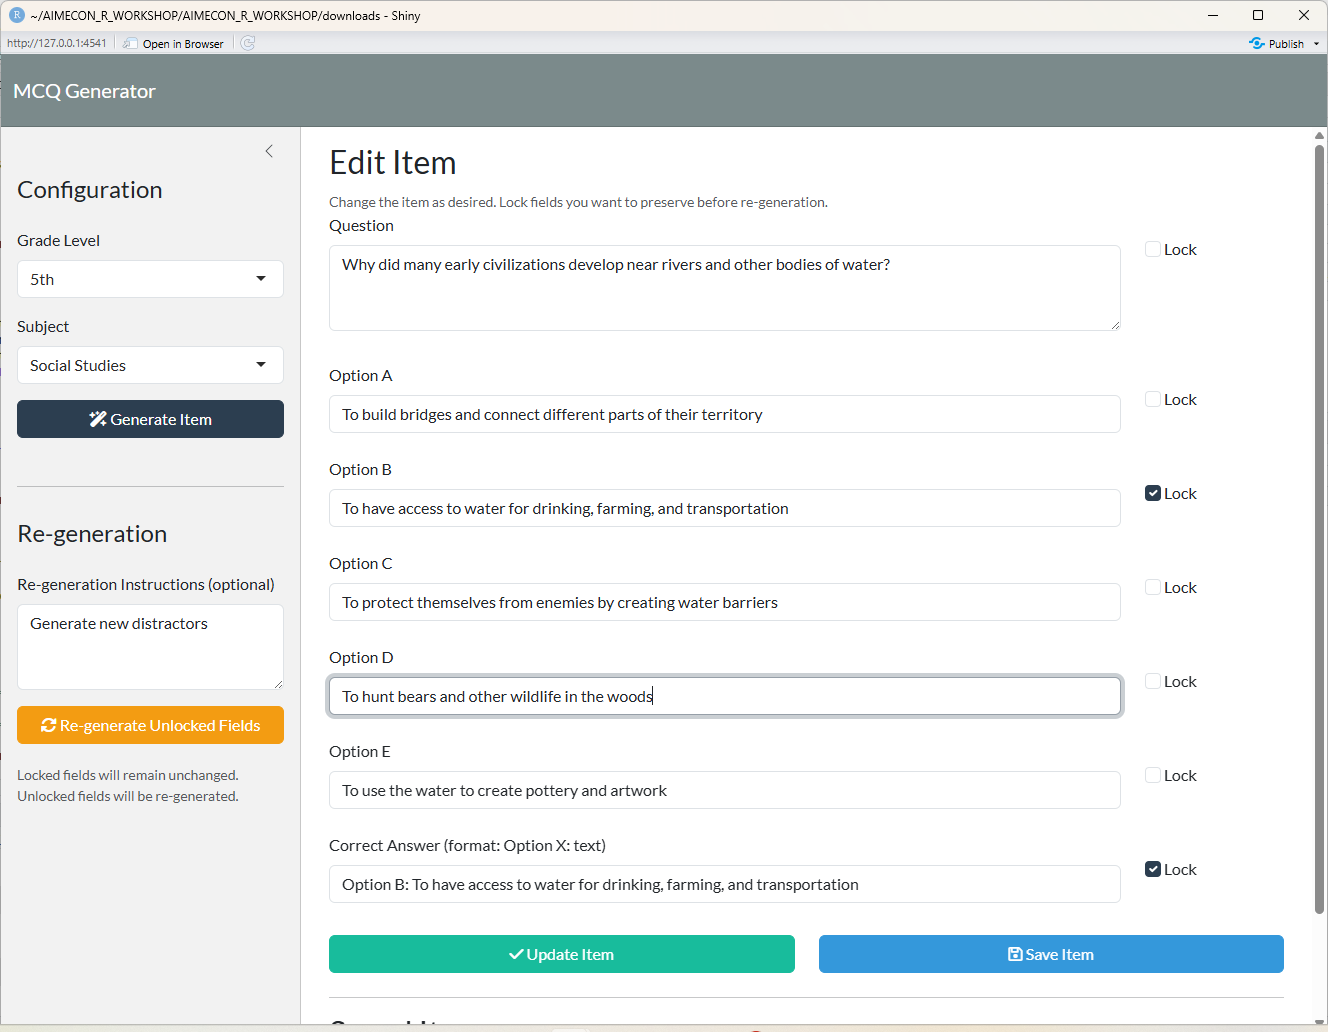 ~/AIMECON_R_WORKSHOP/AIMECON_R_WORKSHOP/downloads - Shiny
http://127.0.0.1:4541
Open in Browser
Publish
MCQ Generator
Configuration
Grade Level
5th
Subject
Social Studies
Generate Item
Re-generation
Re-generation Instructions (optional)
Generate new distractors
Re-generate Unlocked Fields
Locked fields will remain unchanged.
Unlocked fields will be re-generated.
Edit Item
Change the item as desired. Lock fields you want to preserve before re-generation.
Question
Why did many early civilizations develop near rivers and other bodies of water?
Lock
Option A
To build bridges and connect different parts of their territory
Lock
Option B
To have access to water for drinking, farming, and transportation
Lock
Option C
To protect themselves from enemies by creating water barriers
Lock
Option D
To hunt bears and other wildlife in the woods
Lock
Option E
To use the water to create pottery and artwork
Lock
Correct Answer (format: Option X: text)
Option B: To have access to water for drinking, farming, and transportation
Lock
Update Item
Save Item